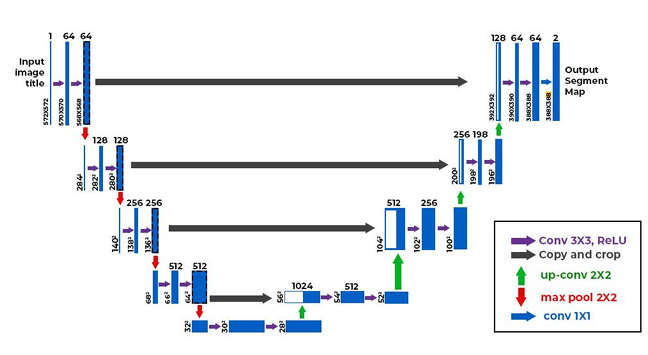 1 64 64
128 64 64 2
Input
image
title
572X572
570X570
568X568
392X392
390X390
388X388
388X388
Output
Segment
Map
128 128
284²
282²
280²
256 198
200²
198²
196²
256 256
140²
138²
136²
512 256
104²
102²
100²
512 512
68²
66²
64²
1024 512
56²
54²
52²
32²
30²
28²
Conv 3X3, ReLU
Copy and crop
up-conv 2X2
max pool 2X2
conv 1X1